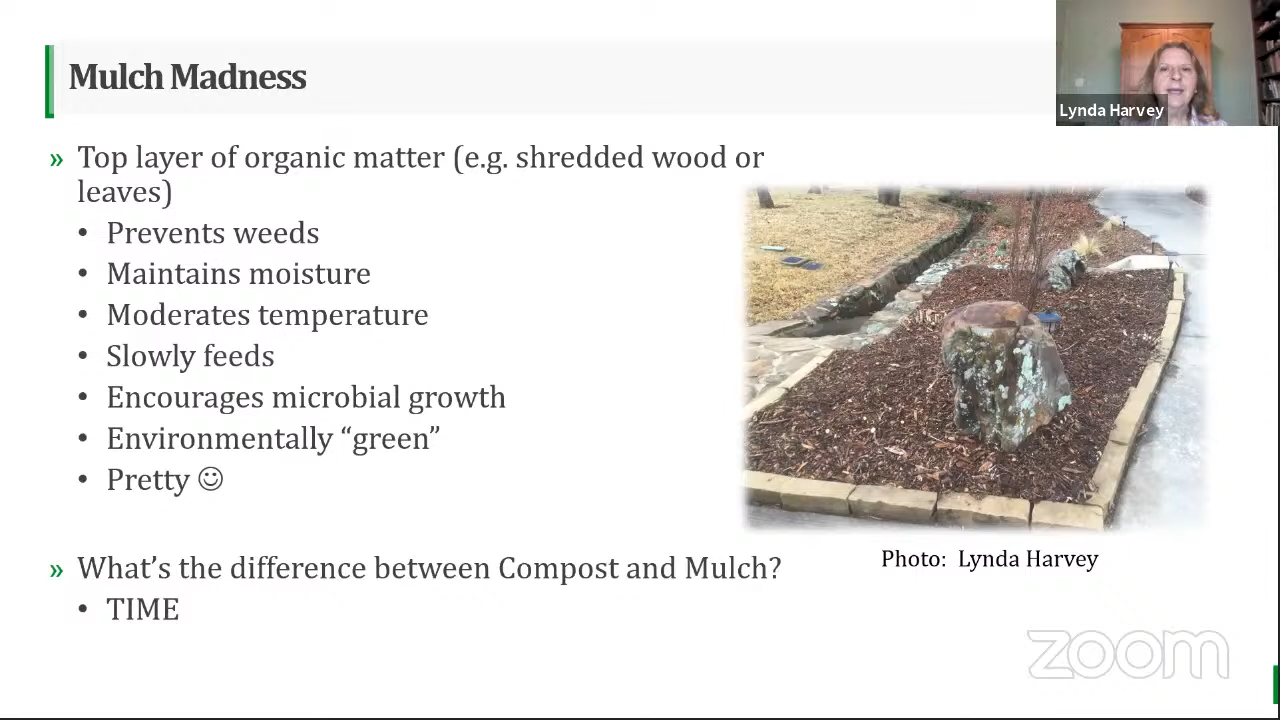 Mulch Madness
Lynda Harvey
» Top layer of organic matter (e.g. shredded wood or
leaves)
• Prevents weeds
• Maintains moisture
• Moderates temperature
• Slowly feeds
• Encourages microbial growth
• Environmentally “green”
• Pretty ☺
» What’s the difference between Compost and Mulch?
• TIME
Photo: Lynda Harvey
zoom